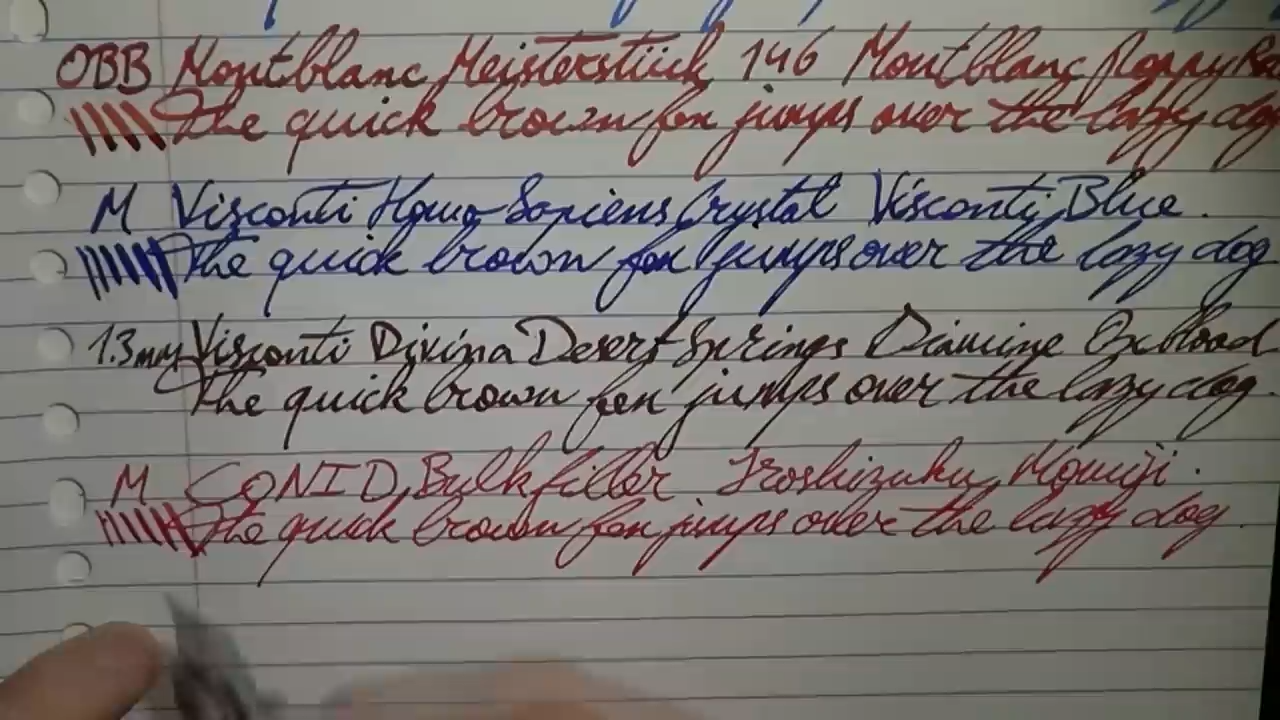 OBB Montblanc Meisterstück 146 Montblanc Poppy Re
The quick brown fox jumps over the lazy dog
M Visconti Homo Sapiens Crystal Visconti Blue.
The quick brown fox jumps over the lazy dog
1.3mm Visconti Divina Desert Springs Diamine Oxblood
The quick brown fox jumps over the lazy dog.
M CONID Bulkfiller Iroshizuku Momiji.
The quick brown fox jumps over the lazy dog.